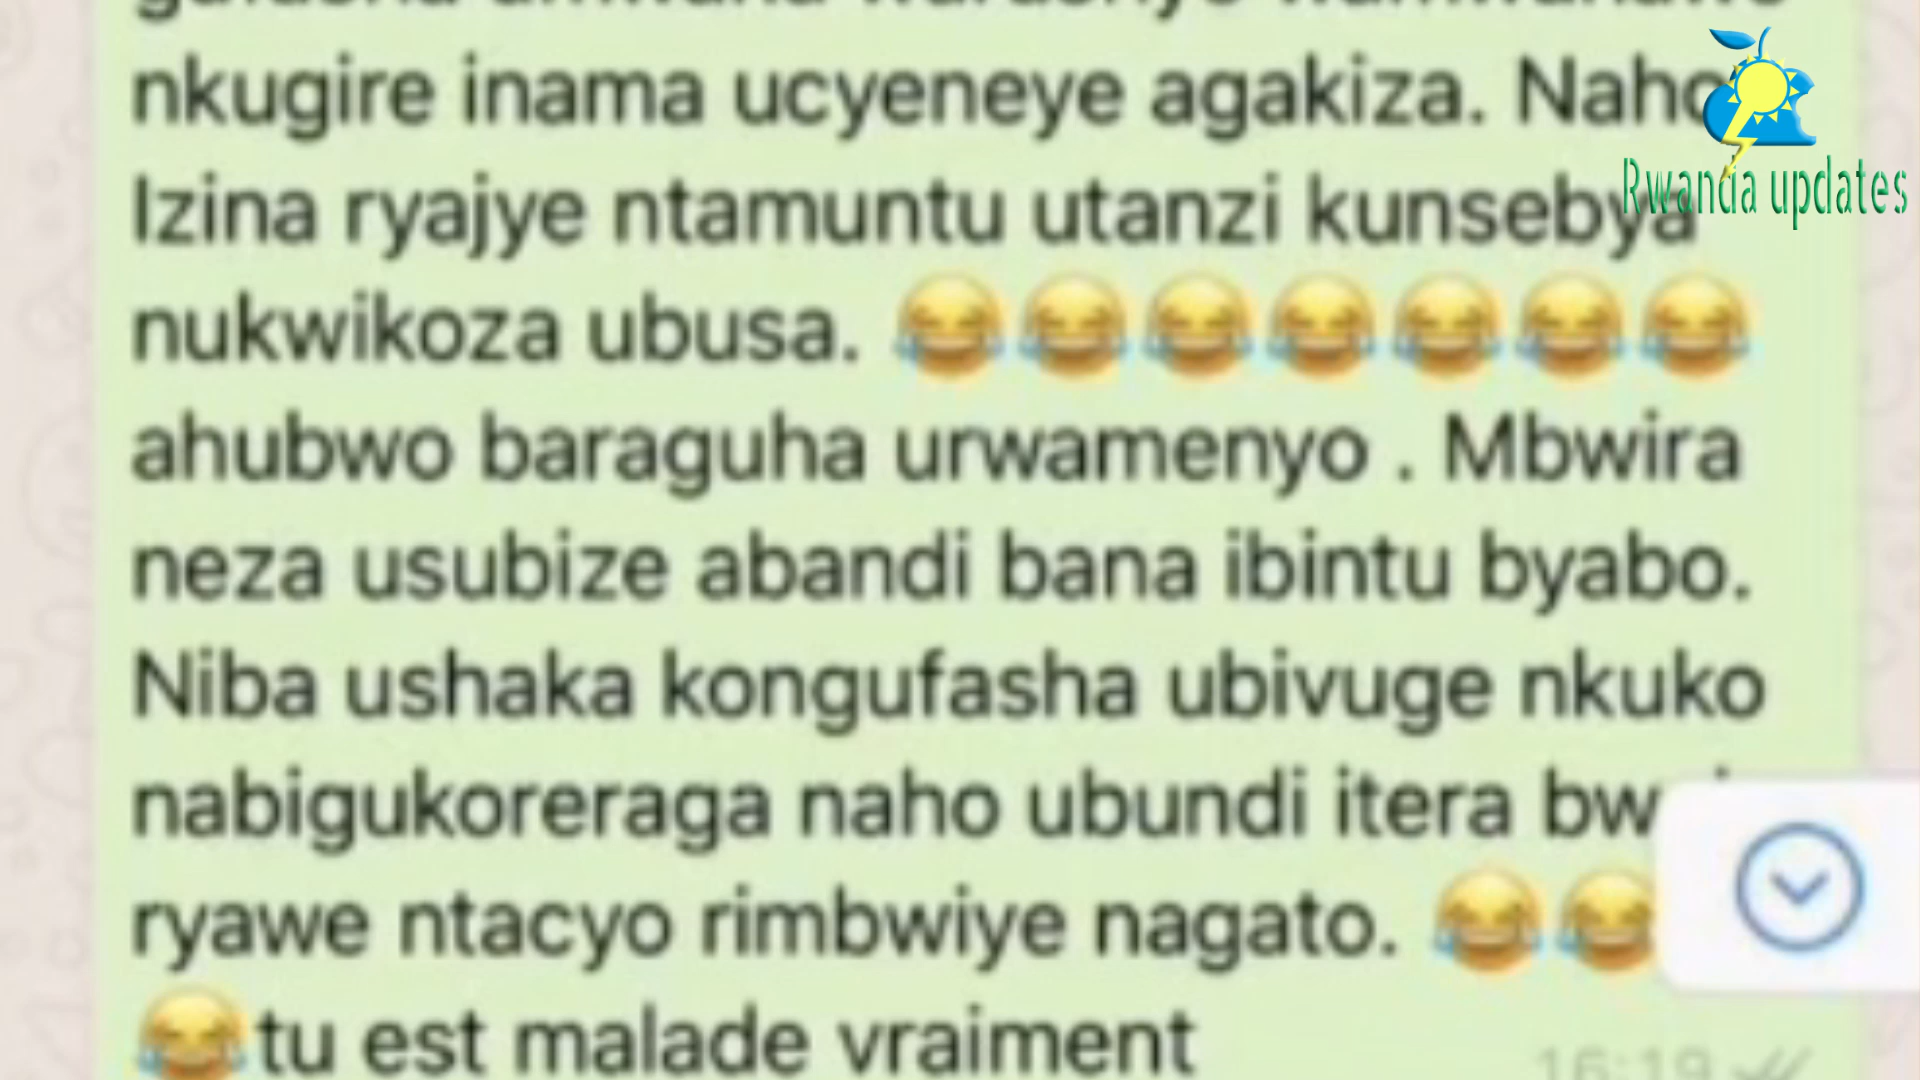 nkugire inama ucyeneye agakiza. Naho
Izina ryajye ntamuntu utanzi kunsebya
nukwikoza ubusa. 😂😂😂😂😂😂😂
ahubwo baraguha urwamenyo . Mbwira
neza usubize abandi bana ibintu byabo.
Niba ushaka kongufasha ubivuge nkuko
nabigukoreraga naho ubundi itera
ryawe ntacyo rimbwiye nagato. 😂😂
😂tu est malade vraiment
16:19
Rwanda updates